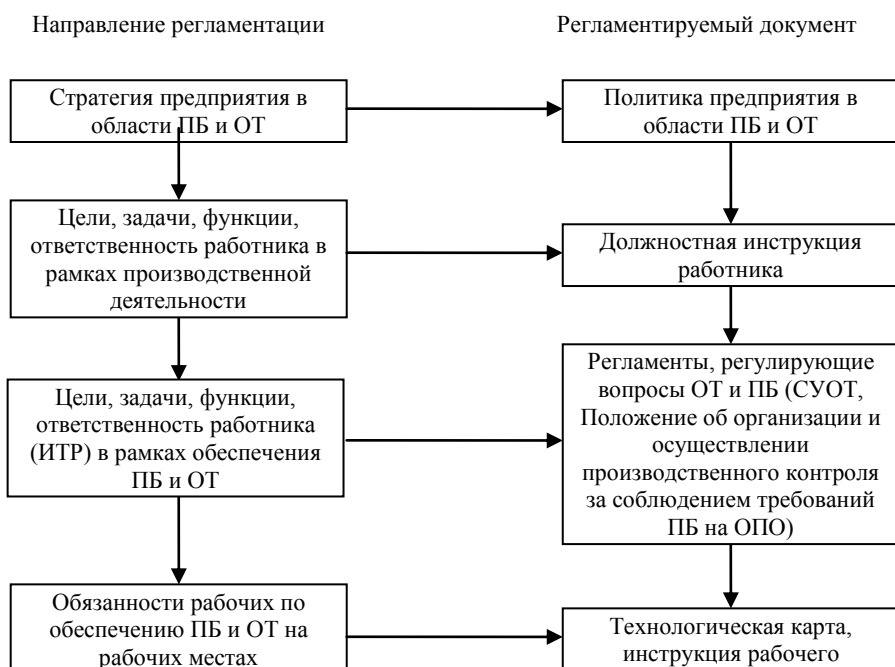 Направление регламентации
Регламентируемый документ
Стратегия предприятия в
области ПБ и ОТ
Политика предприятия в
области ПБ и ОТ
Цели, задачи, функции,
ответственность работника в
рамках производственной
деятельности
Должностная инструкция
работника
Цели, задачи, функции,
ответственность работника
(ИТР) в рамках обеспечения
ПБ и ОТ
Регламенты, регулирующие
вопросы ОТ и ПБ (СУОТ,
Положение об организации и
осуществлении
производственного контроля
за соблюдением требований
ПБ на ОПО)
Обязанности рабочих по
обеспечению ПБ и ОТ на
рабочих местах
Технологическая карта,
инструкция рабочего